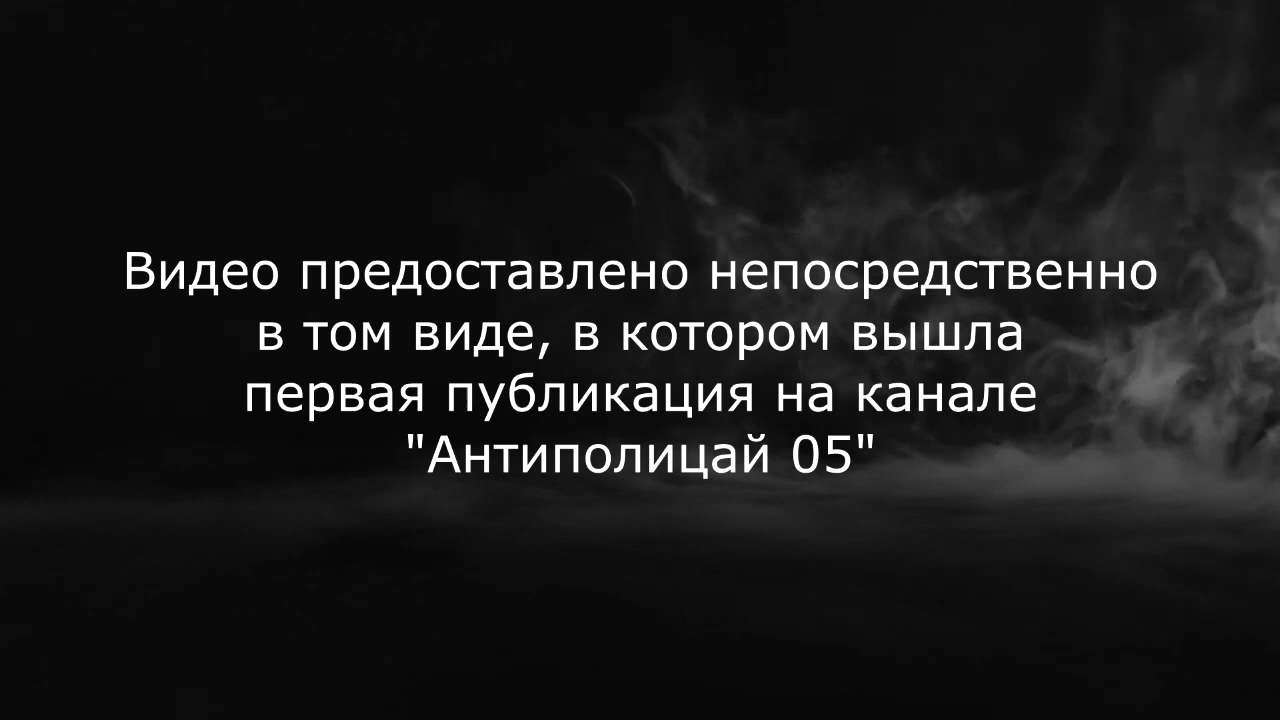 Видео предоставлено непосредственно
в том виде, в котором вышла
первая публикация на канале
"Антиполицай 05"